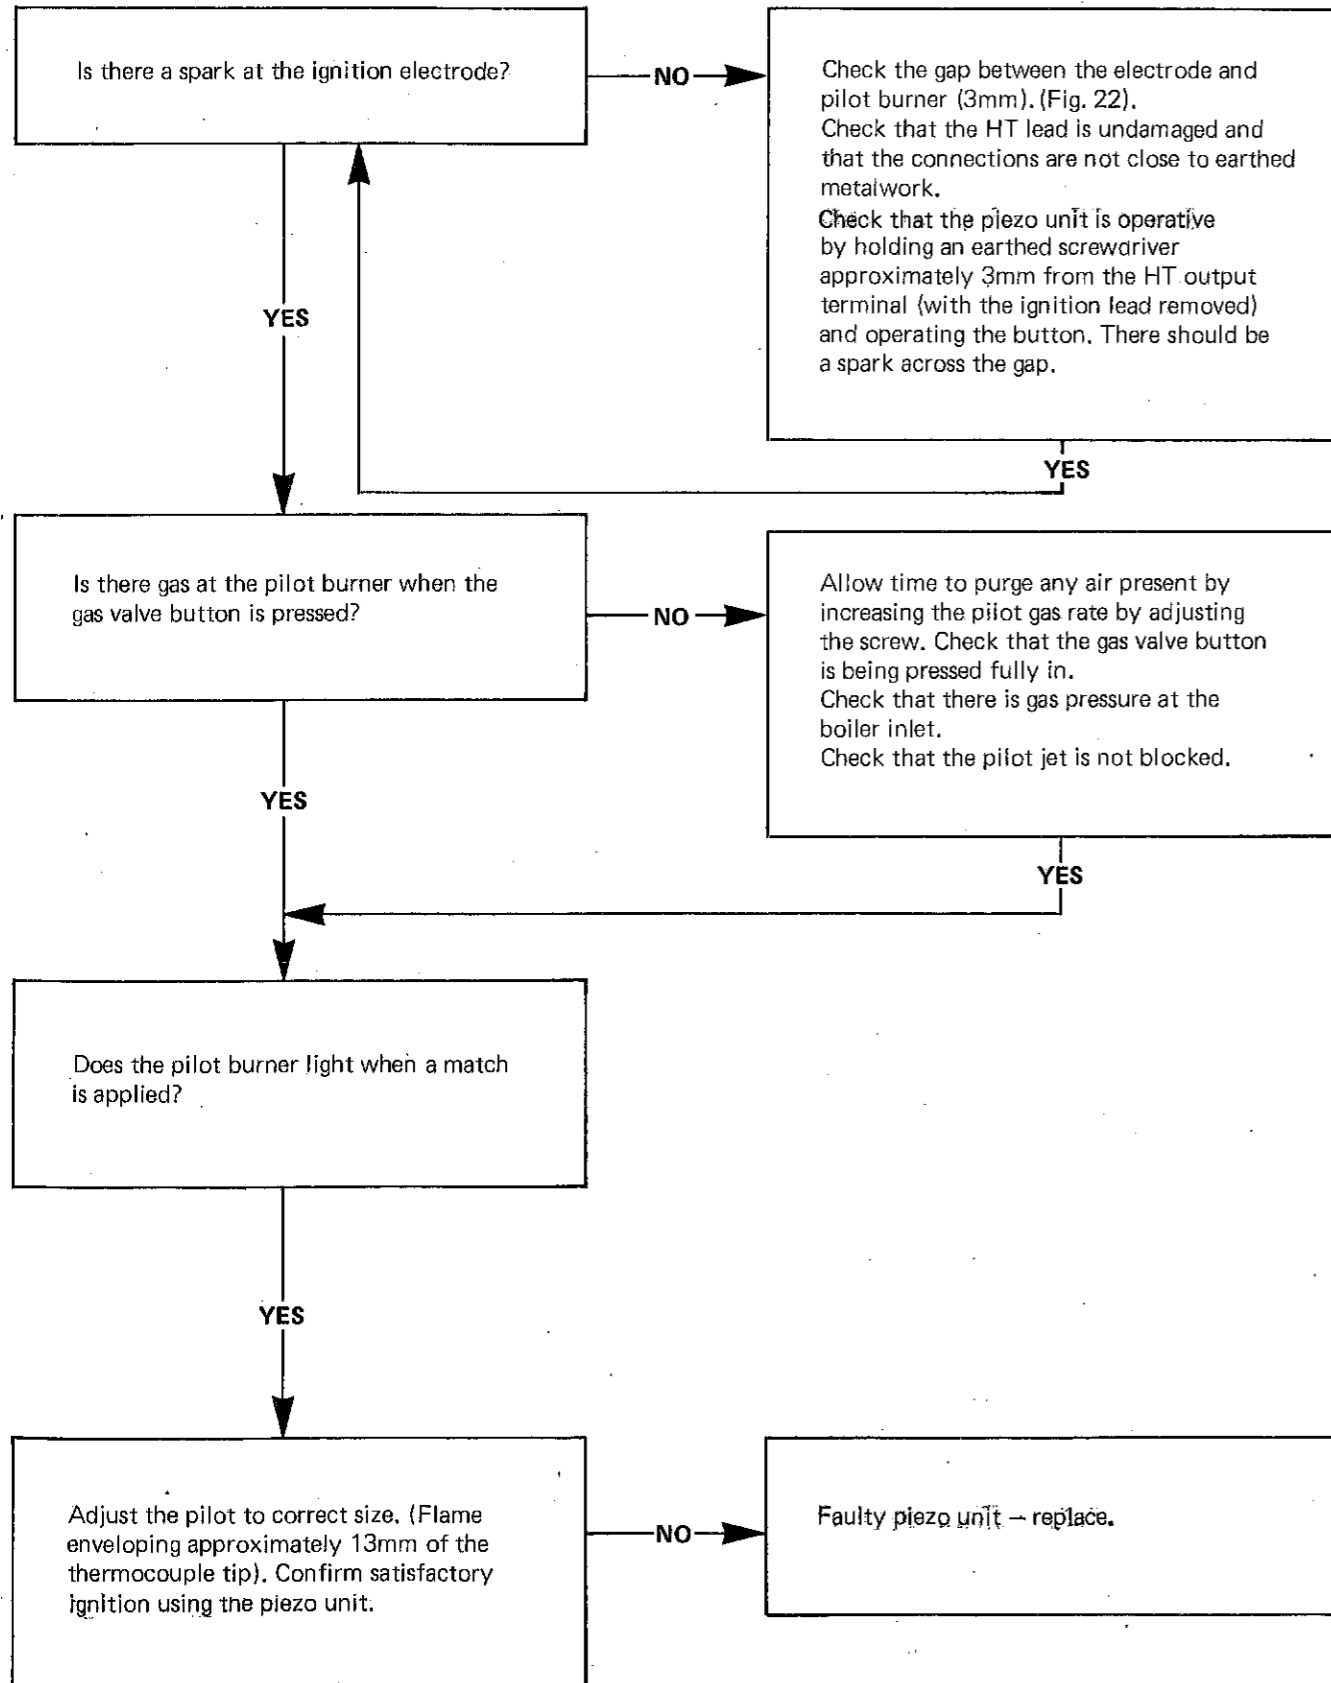 Is there a spark at the ignition electrode?
NO
Check the gap between the electrode and
pilot burner (3mm). (Fig. 22).
Check that the HT lead is undamaged and
that the connections are not close to earthed
metalwork.
Check that the piezo unit is operative
by holding an earthed screwdriver
approximately 3mm from the HT output
terminal (with the ignition lead removed)
and operating the button. There should be
a spark across the gap.
YES
YES
Is there gas at the pilot burner when the
gas valve button is pressed?
NO
Allow time to purge any air present by
increasing the pilot gas rate by adjusting
the screw. Check that the gas valve button
is being pressed fully in.
Check that there is gas pressure at the
boiler inlet.
Check that the pilot jet is not blocked.
YES
YES
Does the pilot burner light when a match
is applied?
YES
Adjust the pilot to correct size. (Flame
enveloping approximately 13mm of the
thermocouple tip). Confirm satisfactory
ignition using the piezo unit.
NO
Faulty piezo unit – replace.